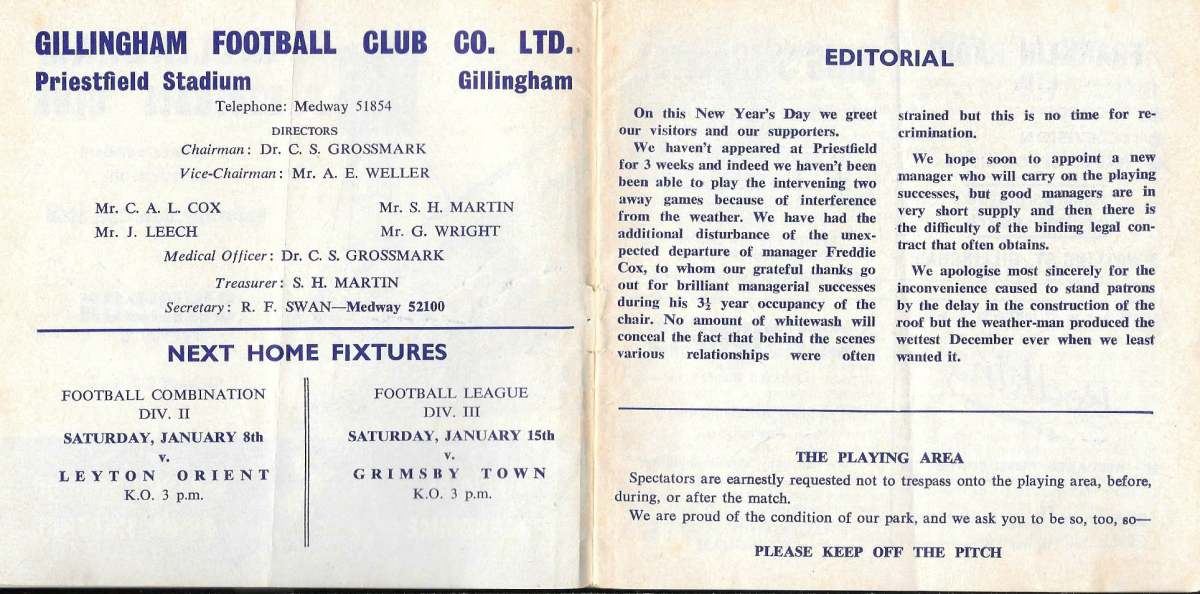 GILLINGHAM FOOTBALL CLUB CO. LTD.
Priestfield Stadium Gillingham
Telephone: Medway 51854
DIRECTORS
Chairman: Dr. C. S. GROSSMARK
Vice-Chairman: Mr. A. E. WELLER
Mr. C. A. L. COX Mr. S. H. MARTIN
Mr. J. LEECH Mr. G. WRIGHT
Medical Officer: Dr. C. S. GROSSMARK
Treasurer: S. H. MARTIN
Secretary: R. F. SWAN—Medway 52100
NEXT HOME FIXTURES
FOOTBALL COMBINATION
DIV. II
SATURDAY, JANUARY 8th
v.
LEYTON ORIENT
K.O. 3 p.m.
FOOTBALL LEAGUE
DIV. III
SATURDAY, JANUARY 15th
v.
GRIMSBY TOWN
K.O. 3 p.m.
EDITORIAL
On this New Year's Day we greet
our visitors and our supporters.
We haven't appeared at Priestfield
for 3 weeks and indeed we haven't been
been able to play the intervening two
away games because of interference
from the weather. We have had the
additional disturbance of the unex-
pected departure of manager Freddie
Cox, to whom our grateful thanks go
out for brilliant managerial successes
during his 3½ year occupancy of the
chair. No amount of whitewash will
conceal the fact that behind the scenes
various relationships were often
strained but this is no time for re-
crimination.
We hope soon to appoint a new
manager who will carry on the playing
successes, but good managers are in
very short supply and then there is
the difficulty of the binding legal con-
tract that often obtains.
We apologise most sincerely for the
inconvenience caused to stand patrons
by the delay in the construction of the
roof but the weather-man produced the
wettest December ever when we least
wanted it.
THE PLAYING AREA
Spectators are earnestly requested not to trespass onto the playing area, before,
during, or after the match.
We are proud of the condition of our park, and we ask you to be so, too, so—
PLEASE KEEP OFF THE PITCH